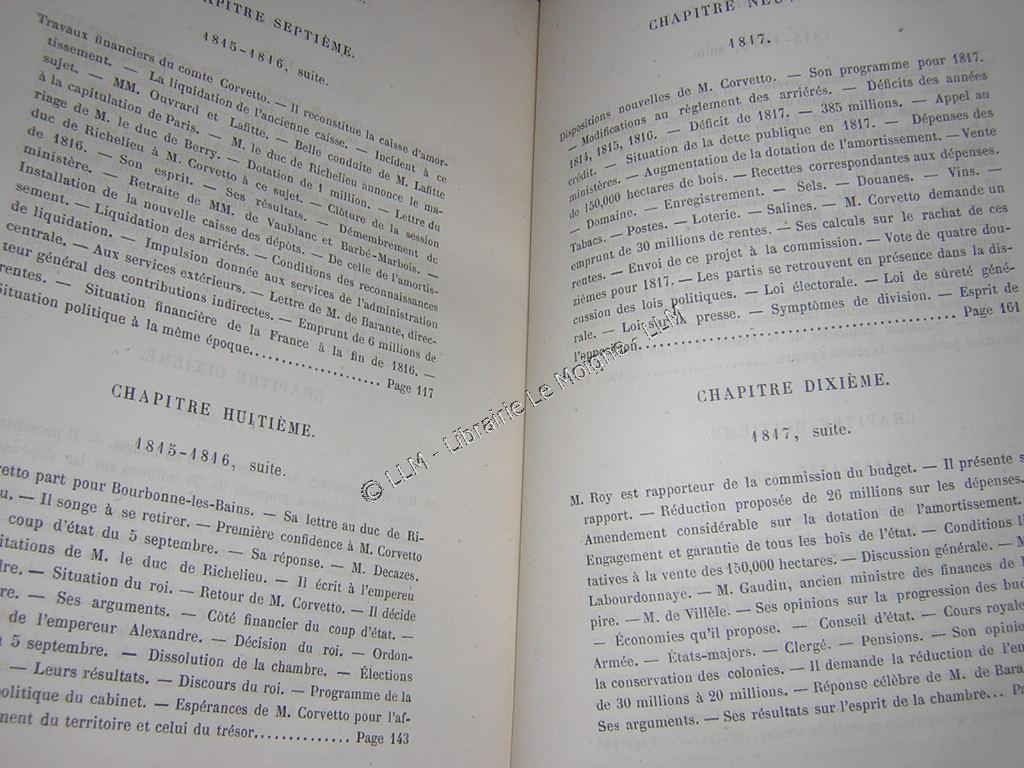 CHAPITRE SEPTIÈME.
1815-1816, suite.
Travaux financiers du comte Corvetto. — Il reconstitue la caisse d'amor-
tissement. — La liquidation de l'ancienne caisse. — Incident à ce
sujet. — MM. Ouvrard et Lafitte. — Belle conduite de M. Lafitte
à la capitulation de Paris. — M. le duc de Richelieu annonce le ma-
riage de M. le duc de Berry. — Dotation de 1 million. — Lettre du
duc de Richelieu à M. Corvetto à ce sujet. — Clôture de la session
de 1816. — Son esprit. — Ses résultats. — Démembrement du
ministère. — Retraite de MM. de Vaublanc et Barbé-Marbois. —
Installation de la nouvelle caisse des dépôts. — De celle de l'amortis-
sement. — Liquidation des arriérés. — Conditions des reconnaissances
de liquidation. — Impulsion donnée aux services de l'administration
centrale. — Aux services extérieurs. — Lettre de M. de Barante, direc-
teur général des contributions indirectes. — Emprunt de 6 millions de
rentes. — Situation financière de la France à la fin de 1816. —
Situation politique à la même époque.............. Page 117
CHAPITRE HUITIÈME.
1815-1816, suite.
part pour Bourbonne-les-Bains. — Sa lettre au duc de Ri-
— Il songe à se retirer. — Première confidence à M. Corvetto
coup d'état du 5 septembre. — Sa réponse. — M. Decazes.
de M. le duc de Richelieu. — Il écrit à l'empereu
— Situation du roi. — Retour de M. Corvetto. — Il décide
— Ses arguments. — Côté financier du coup d'état. —
de l'empereur Alexandre. — Décision du roi. — Ordon-
5 septembre. — Dissolution de la chambre. — Élections
— Leurs résultats. — Discours du roi. — Programme de la
politique du cabinet. — Espérances de M. Corvetto pour l'af-
ment du territoire et celui du trésor.............. Page 143
CHAPITRE NEUV
1817.
Dispositions nouvelles de M. Corvetto. — Son programme pour 1817.
— Modifications au règlement des arriérés. — Déficits des années
1814, 1815, 1816. — Déficit de 1817. — 385 millions. — Appel au
crédit. — Situation de la dette publique en 1817. — Dépenses des
ministères. — Augmentation de la dotation de l'amortissement. — Vente
de 150,000 hectares de bois. — Recettes correspondantes aux dépenses.
— Domaine. — Enregistrement. — Sels. — Douanes. — Vins. —
Tabacs. — Postes. — Loterie. — Salines. — M. Corvetto demande un
emprunt de 30 millions de rentes. — Ses calculs sur le rachat de ces
rentes. — Envoi de ce projet à la commission. — Vote de quatre dou-
zièmes pour 1817. — Les partis se retrouvent en présence dans la dis-
cussion des lois politiques. — Loi électorale. — Loi de sûreté géné-
rale. — Loi sur la presse. — Symptômes de division. — Esprit de
l'opposition.............. Page 161
CHAPITRE DIXIÈME.
1817, suite.
M. Roy est rapporteur de la commission du budget. — Il présente s
rapport. — Réduction proposée de 26 millions sur les dépenses.
Amendement considérable sur la dotation de l'amortissement.
Engagement et garantie de tous les bois de l'état. — Conditions l
tatives à la vente des 150,000 hectares. — Discussion générale. — M
Labourdonnaye. — M. Gaudin, ancien ministre des finances de l
pire. — M. de Villèle. — Ses opinions sur la progression des bud
— Économies qu'il propose. — Conseil d'état. — Cours royale
Armée. — États-majors. — Clergé. — Pensions. — Son opinio
la conservation des colonies. — Il demande la réduction de l'em
de 30 millions à 20 millions. — Réponse célèbre de M. de Bara
Ses arguments. — Ses résultats sur l'esprit de la chambre... Pa
© LLM - Librairie Le Moignor LLM